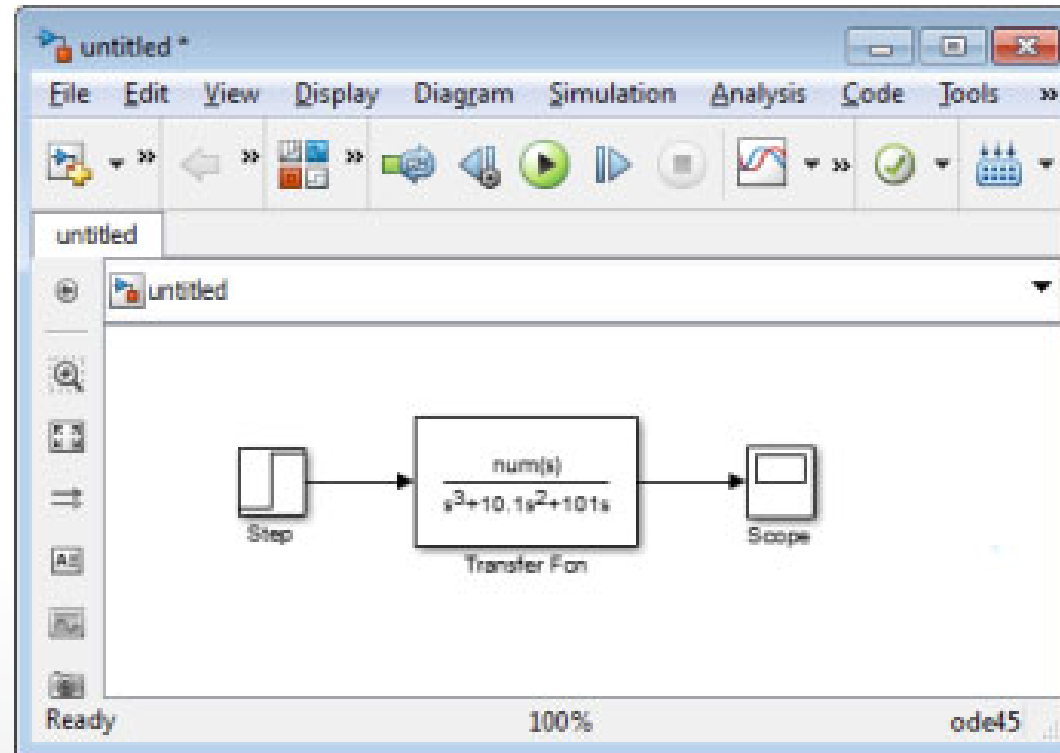 untitled *
File Edit View Display Diagram Simulation Analysis Code Tools »
untitled
untitled
num(s)
s³+10.1s²+101s
Step
Transfer Fcn
Scope
Ready 100% ode45